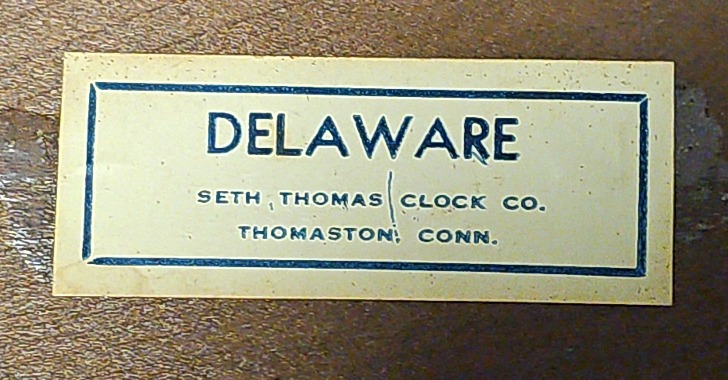 DELAWARE
SETH THOMAS CLOCK CO.
THOMASTON, CONN.